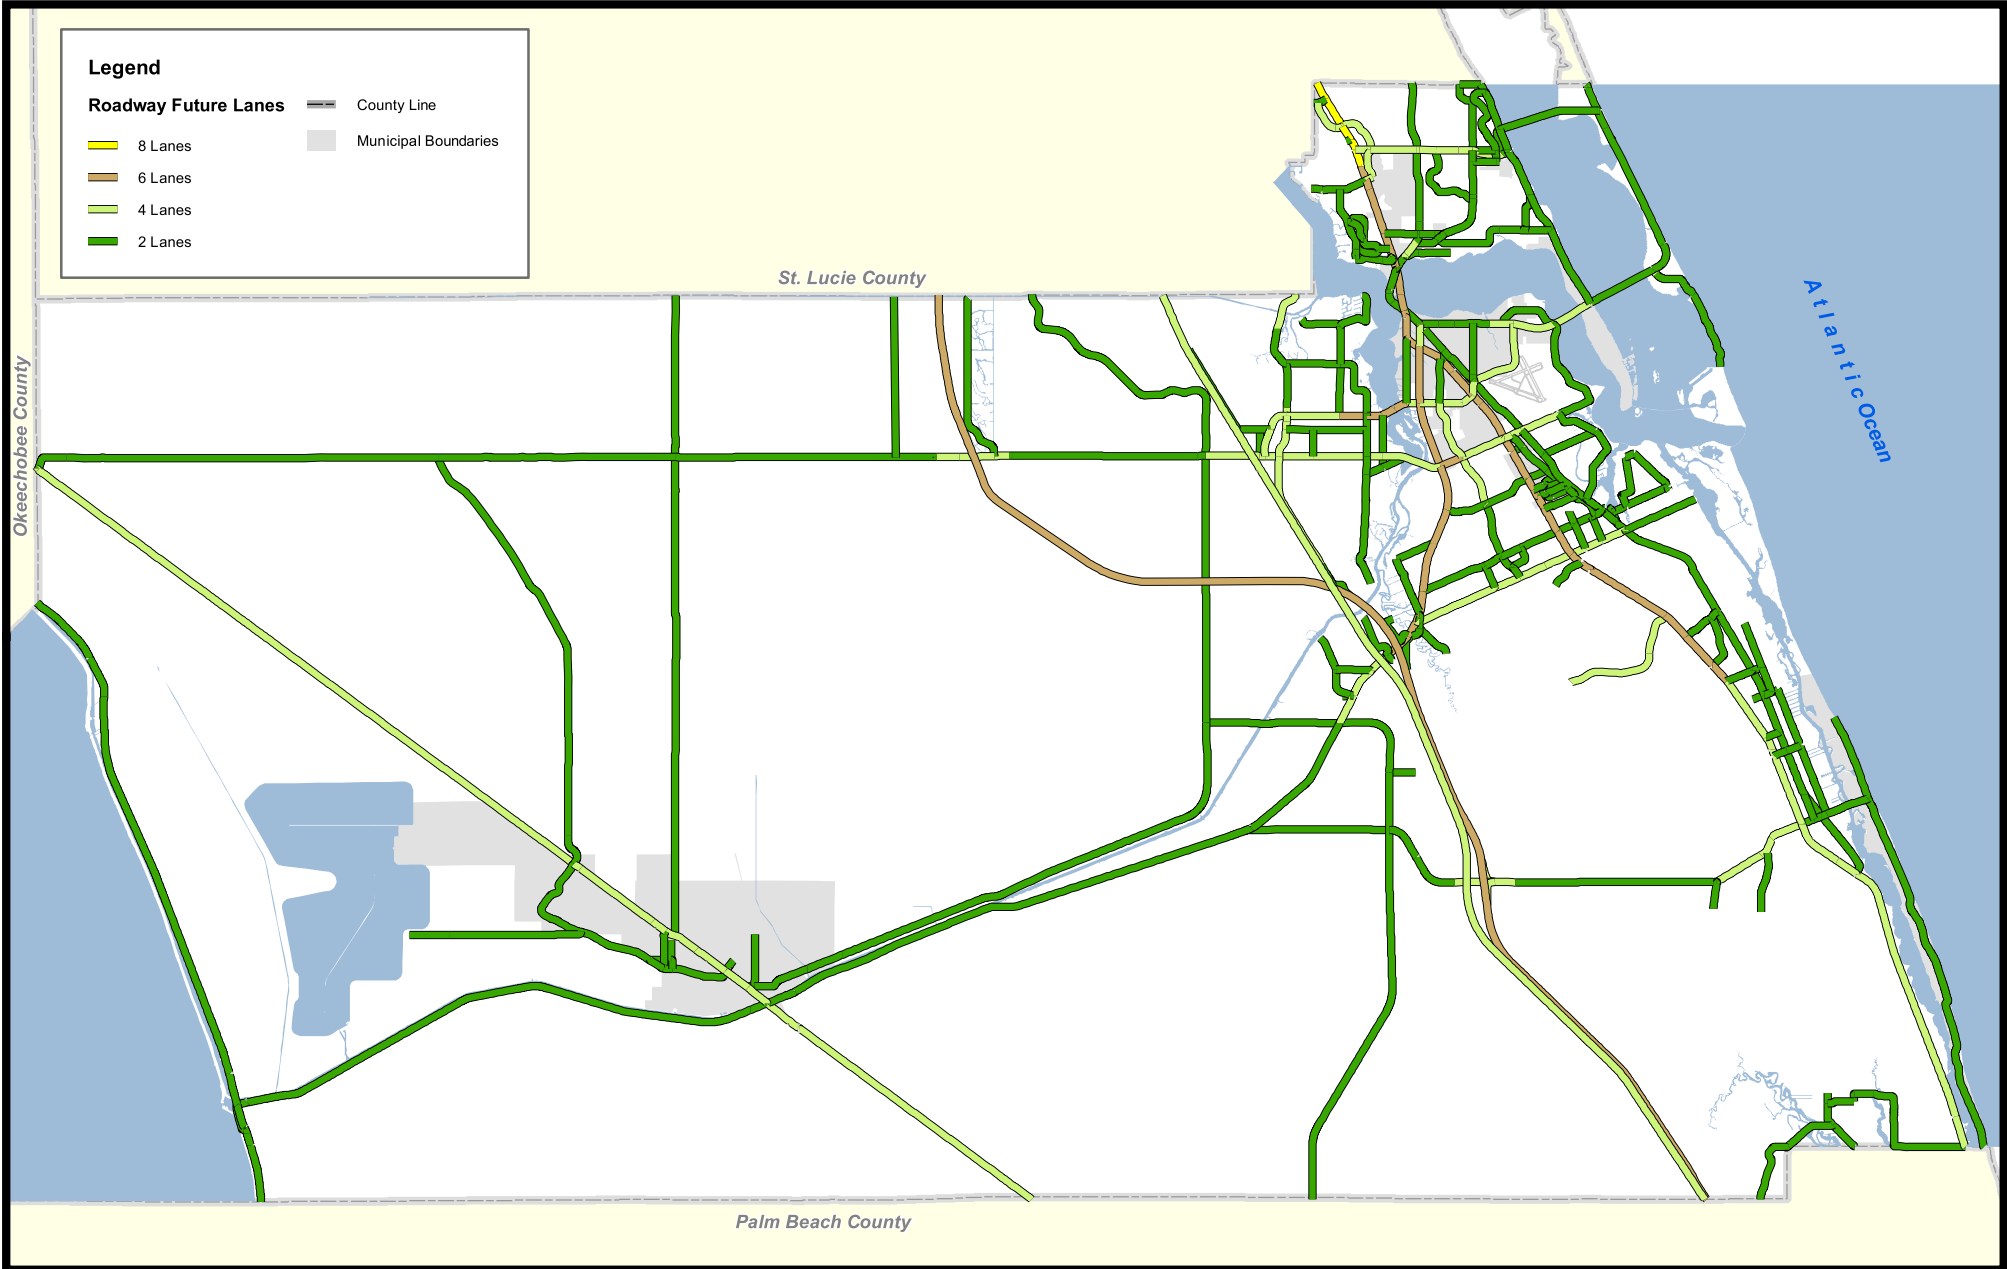 Legend
Roadway Future Lanes
8 Lanes
6 Lanes
4 Lanes
2 Lanes
County Line
Municipal Boundaries
St. Lucie County
Okeechobee County
Atlantic Ocean
Palm Beach County